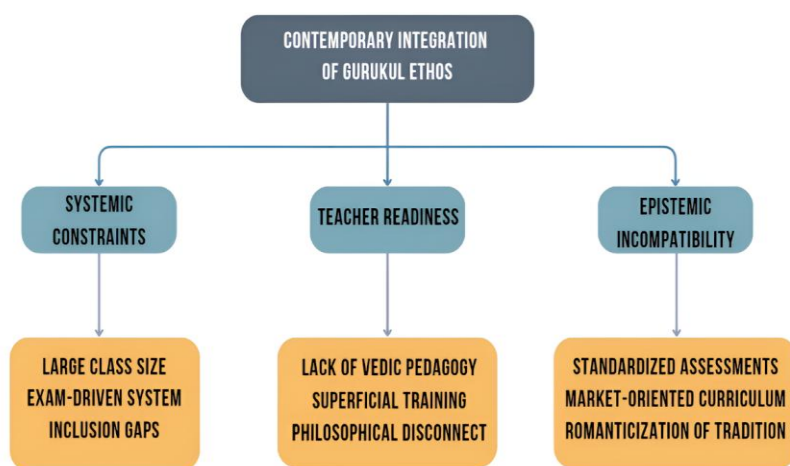 CONTEMPORARY INTEGRATION
OF GURUKUL ETHOS
SYSTEMIC
CONSTRAINTS
TEACHER READINESS
EPISTEMIC
INCOMPATIBILITY
LARGE CLASS SIZE
EXAM-DRIVEN SYSTEM
INCLUSION GAPS
LACK OF VEDIC PEDAGOGY
SUPERFICIAL TRAINING
PHILOSOPHICAL DISCONNECT
STANDARDIZED ASSESSMENTS
MARKET-ORIENTED CURRICULUM
ROMANTICIZATION OF TRADITION